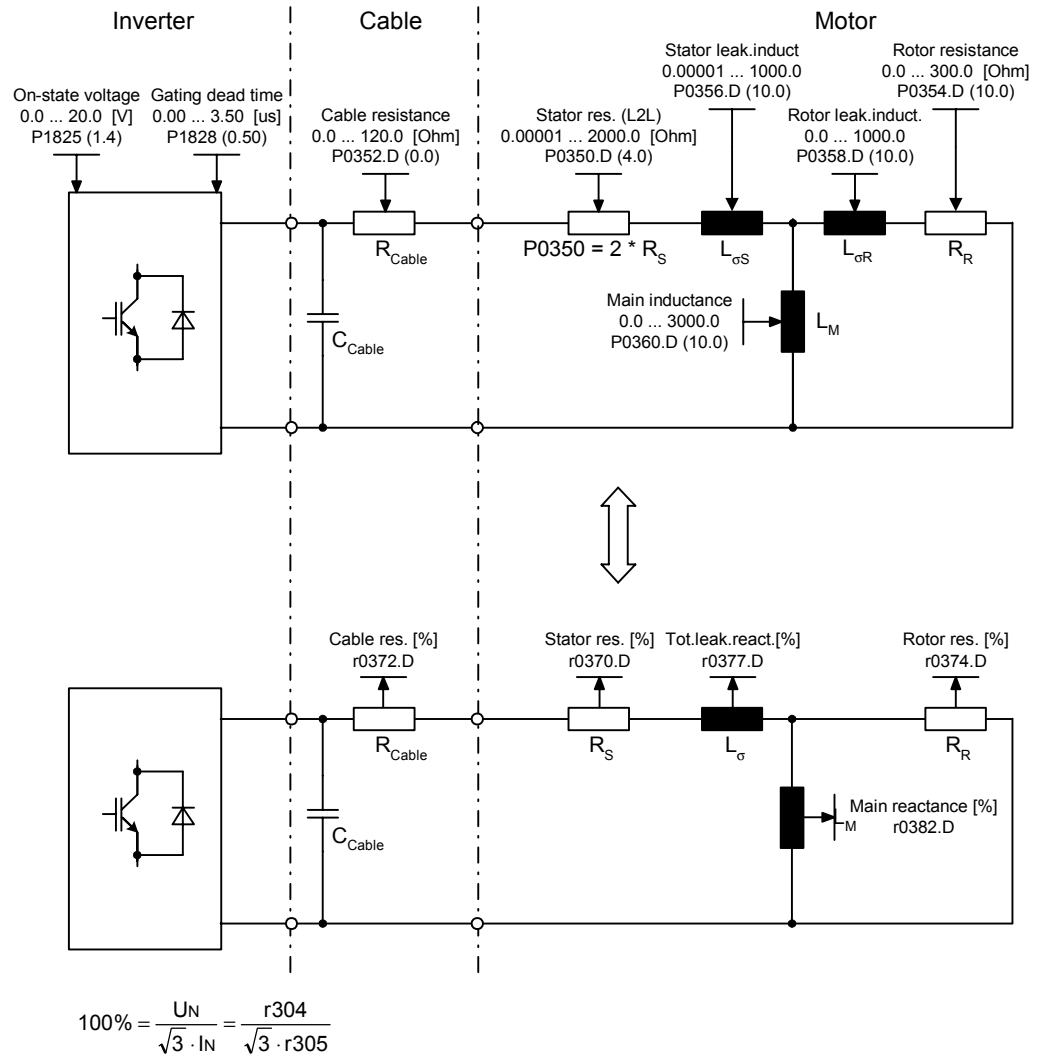 Inverter
Cable
Motor
On-state voltage
0.0 ... 20.0 [V]
P1825 (1.4)
Gating dead time
0.00 ... 3.50 [us]
P1828 (0.50)
Cable resistance
0.0 ... 120.0 [Ohm]
P0352.D (0.0)
Stator res. (L2L)
0.00001 ... 2000.0 [Ohm]
P0350.D (4.0)
Stator leak.induct
0.00001 ... 1000.0
P0356.D (10.0)
Rotor leak.induct.
0.0 ... 1000.0
P0358.D (10.0)
Rotor resistance
0.0 ... 300.0 [Ohm]
P0354.D (10.0)
R_Cable
P0350 = 2 * R_S
L_σS
L_σR
R_R
C_Cable
Main inductance
0.0 ... 3000.0
P0360.D (10.0)
L_M
Cable res. [%]
r0372.D
Stator res. [%]
r0370.D
Tot.leak.react.[%]
r0377.D
Rotor res. [%]
r0374.D
R_Cable
R_S
L_σ
R_R
C_Cable
L_M
Main reactance [%]
r0382.D
100% = U_N / (√3 · I_N) = r304 / (√3 · r305)